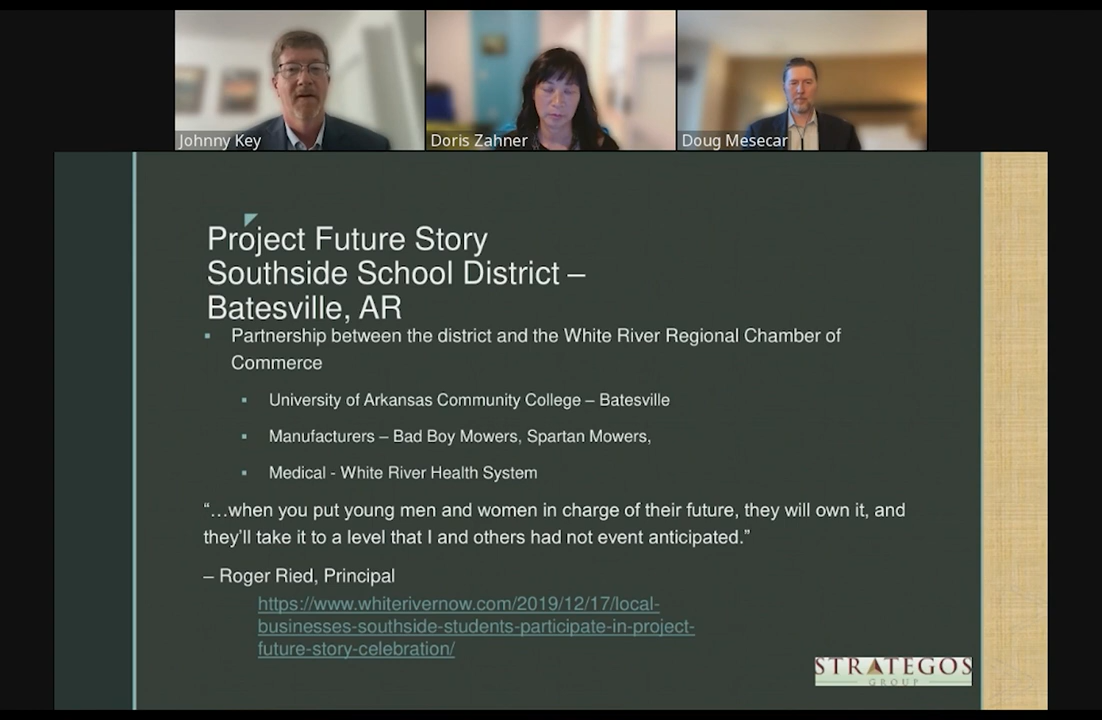 Johnny Key
Doris Zahner
Doug Mesecar
Project Future Story
Southside School District –
Batesville, AR
▪ Partnership between the district and the White River Regional Chamber of
Commerce
▪ University of Arkansas Community College – Batesville
▪ Manufacturers – Bad Boy Mowers, Spartan Mowers,
▪ Medical - White River Health System
“…when you put young men and women in charge of their future, they will own it, and
they’ll take it to a level that I and others had not event anticipated.”
– Roger Ried, Principal
https://www.whiterivernow.com/2019/12/17/local-
businesses-southside-students-participate-in-project-
future-story-celebration/
STRATEGOS
GROUP